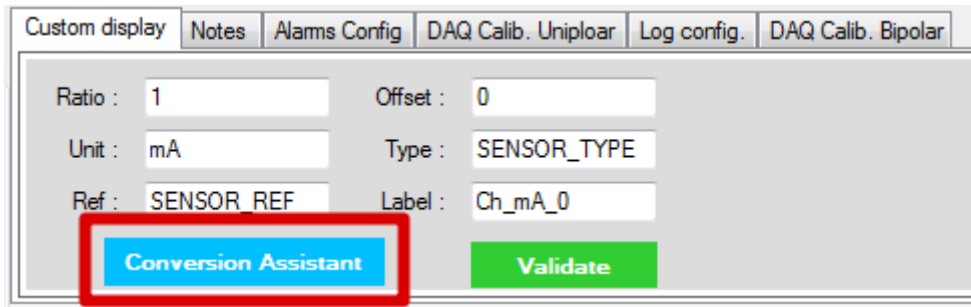 Custom display Notes Alarms Config DAQ Calib. Uniploar Log config. DAQ Calib. Bipolar
Ratio : 1 Offset : 0
Unit : mA Type : SENSOR_TYPE
Ref : SENSOR_REF Label : Ch_mA_0
Conversion Assistant Validate